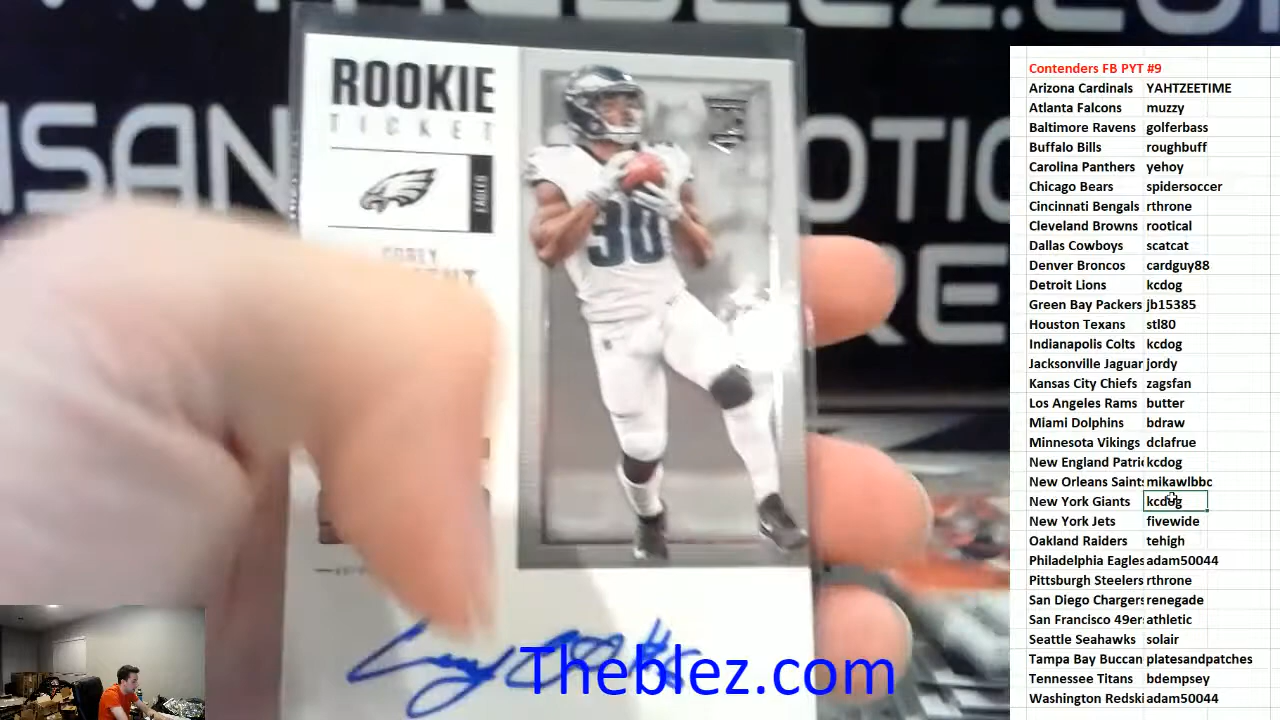 THEBLEZ.CO
ROOKIE
TICKET
EAGLES
COREY
30
RC
Theblez.com
Contenders FB PYT #9
Arizona Cardinals YAHTZEETIME
Atlanta Falcons muzzy
Baltimore Ravens golferbass
Buffalo Bills roughbuff
Carolina Panthers yehoy
Chicago Bears spidersoccer
Cincinnati Bengals rthrone
Cleveland Browns rootical
Dallas Cowboys scatcat
Denver Broncos cardguy88
Detroit Lions kcdog
Green Bay Packers jb15385
Houston Texans stl80
Indianapolis Colts kcdog
Jacksonville Jaguar jordy
Kansas City Chiefs zagsfan
Los Angeles Rams butter
Miami Dolphins bdraw
Minnesota Vikings dclafrue
New England Patri kcdog
New Orleans Saints mikawlbbc
New York Giants kcdog
New York Jets fivewide
Oakland Raiders tehigh
Philadelphia Eagles adam50044
Pittsburgh Steelers rthrone
San Diego Chargers renegade
San Francisco 49er athletic
Seattle Seahawks solair
Tampa Bay Buccan platesandpatches
Tennessee Titans bdempsey
Washington Redski adam50044